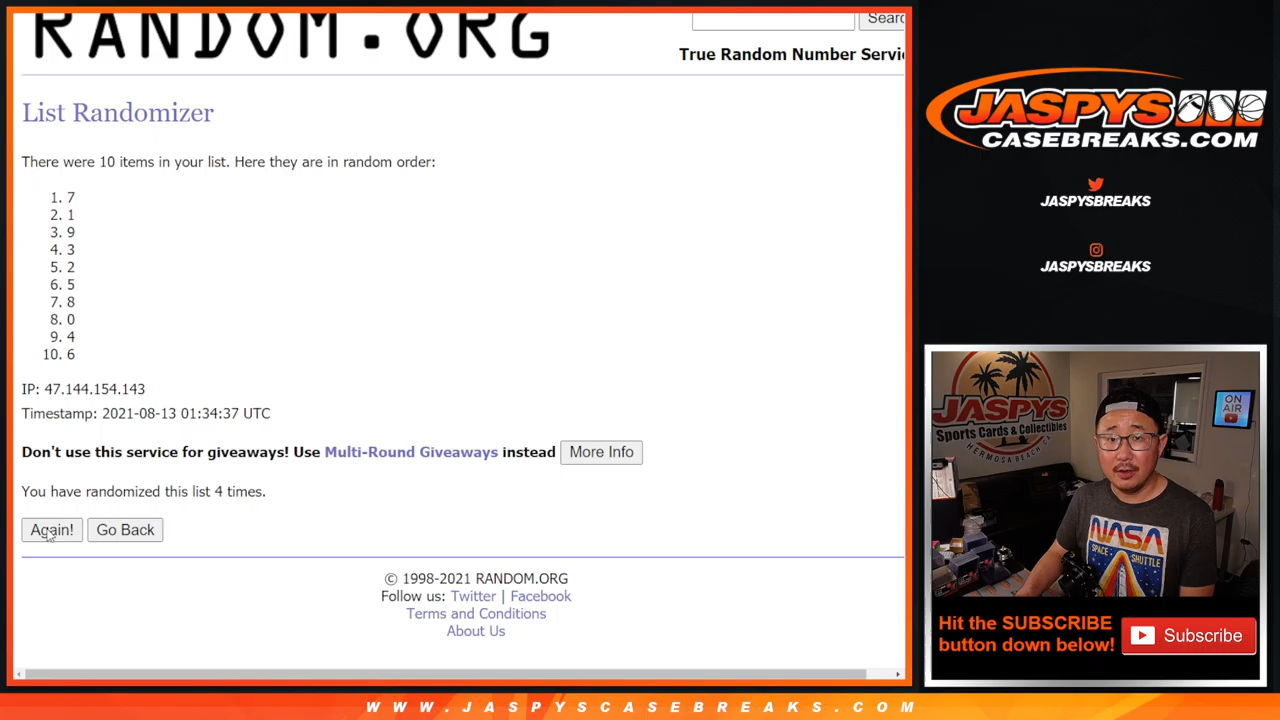 RANDOM.ORG
Searc
True Random Number Servi
List Randomizer
There were 10 items in your list. Here they are in random order:
1. 7
2. 1
3. 9
4. 3
5. 2
6. 5
7. 8
8. 0
9. 4
10. 6
IP: 47.144.154.143
Timestamp: 2021-08-13 01:34:37 UTC
Don't use this service for giveaways! Use Multi-Round Giveaways instead More Info
You have randomized this list 4 times.
Again! Go Back
© 1998-2021 RANDOM.ORG
Follow us: Twitter | Facebook
Terms and Conditions
About Us
JASPYS
CASEBREAKS.COM
JASPYSBREAKS
JASPYSBREAKS
JASPYS
Sports Cards & Collectibles
HERMOSA BEACH, CA
ON
AIR
NASA
SPACE SHUTTLE
Hit the SUBSCRIBE
button down below!
Subscribe
WWW.JASPYSCASEBREAKS.COM